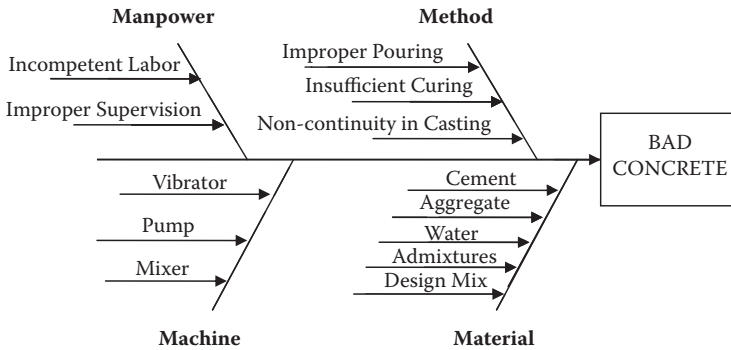 Manpower
Method
Incompetent Labor
Improper Supervision
Improper Pouring
Insufficient Curing
Non-continuity in Casting
BAD
CONCRETE
Vibrator
Pump
Mixer
Cement
Aggregate
Water
Admixtures
Design Mix
Machine
Material